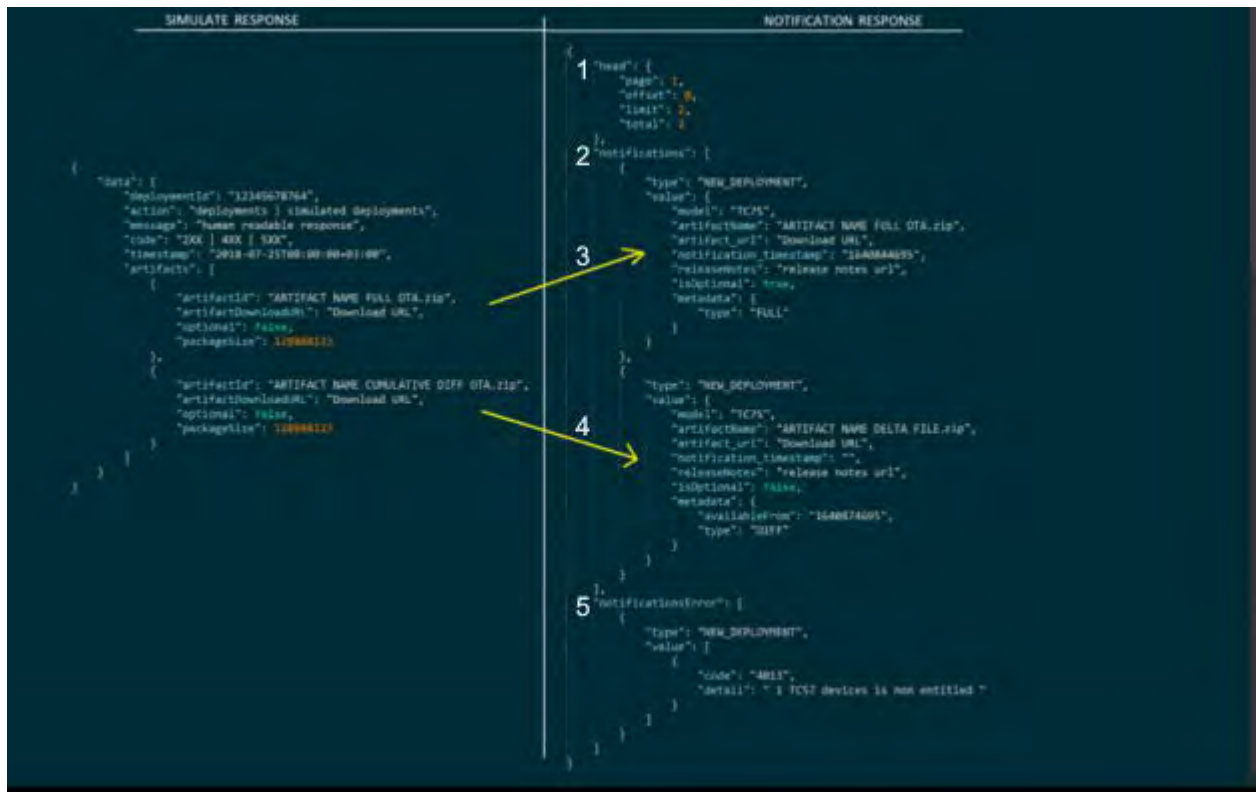 SIMULATE RESPONSE
{
"data": {
"deploymentId": "12345678764",
"action": "deployments | simulated deployments",
"message": "human readable response",
"code": "2XX | 4XX | 5XX",
"timestamp": "2018-07-25T00:00:00+03:00",
"artifacts": [
{
"artifactId": "ARTIFACT NAME FULL OTA.zip",
"artifactDownloadURL": "Download URL",
"optional": false,
"packageSize":
},
{
"artifactId": "ARTIFACT NAME CUMULATIVE DIFF OTA.zip",
"artifactDownloadURL": "Download URL",
"optional": false,
"packageSize":
}
]
}
}
NOTIFICATION RESPONSE
{
1 "head": {
"page": 1,
"offset": 0,
"limit": 2,
"total":
},
2 "notifications": [
{
"type": "NEW_DEPLOYMENT",
"value": {
"model": "TC75",
"artifactName": "ARTIFACT NAME FULL OTA.zip",
"artifact_url": "Download URL",
3 "notification_timestamp":
"releaseNotes": "release notes url",
"isOptional": true,
"metadata": {
"type": "FULL"
}
}
},
{
"type": "NEW_DEPLOYMENT",
"value": {
"model": "TC75",
4 "artifactName": "ARTIFACT NAME DELTA FILE.zip",
"artifact_url": "Download URL",
"notification_timestamp": "",
"releaseNotes": "release notes url",
"isOptional": false,
"metadata": {
"availableFrom": "1640874695",
"type": "DIFF"
}
}
}
],
5 "notificationsError": [
{
"type": "NEW_DEPLOYMENT",
"value": [
{
"code": "4013",
"detail": " 1 TC57 devices is non entitled "
}
]
}
]
}